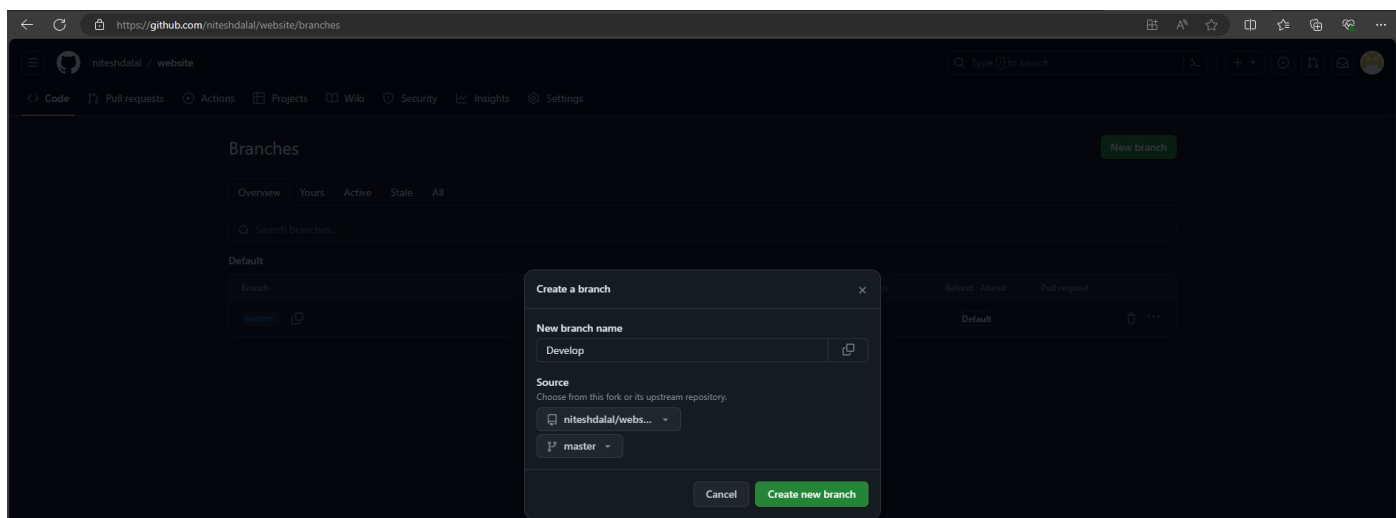 https://github.com/niteshdalal/website/branches
niteshdalal / website
Type / to search
Code Pull requests Actions Projects Wiki Security Insights Settings
Branches
New branch
Overview Yours Active Stale All
Search branches...
Default
Branch
Behind Ahead Pull request
master
Default
Create a branch
New branch name
Develop
Source
Choose from this fork or its upstream repository.
niteshdalal/webs...
master
Cancel Create new branch